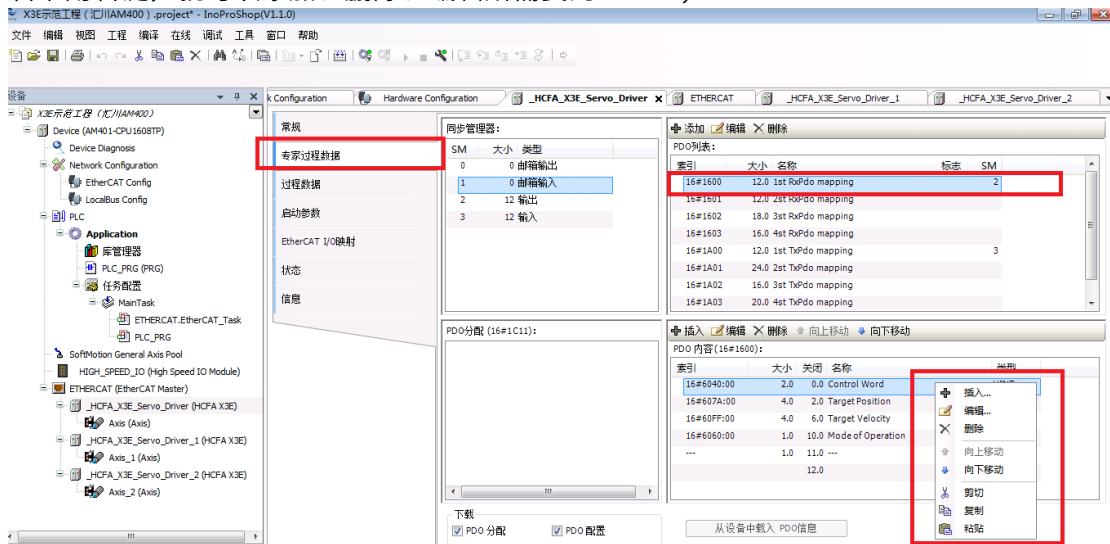 X3E示范工程（汇川AM400）.project* - InoProShop(V1.1.0)
文件 编辑 视图 工程 编译 在线 调试 工具 窗口 帮助
设备
X3E示范工程（汇川AM400）
Device (AM401-CPU1608TP)
Device Diagnosis
Network Configuration
EtherCAT Config
LocalBus Config
PLC
Application
库管理器
PLC_PRG (PRG)
任务配置
MainTask
ETHERCAT.EtherCAT_Task
PLC_PRG
SoftMotion General Axis Pool
HIGH_SPEED_IO (High Speed IO Module)
ETHERCAT (EtherCAT Master)
_HCFA_X3E_Servo_Driver (HCFA X3E)
Axis (Axis)
_HCFA_X3E_Servo_Driver_1 (HCFA X3E)
Axis_1 (Axis)
_HCFA_X3E_Servo_Driver_2 (HCFA X3E)
Axis_2 (Axis)
k Configuration Hardware Configuration _HCFA_X3E_Servo_Driver ETHERCAT _HCFA_X3E_Servo_Driver_1 _HCFA_X3E_Servo_Driver_2
常规
专家过程数据
过程数据
启动参数
EtherCAT I/O映射
状态
信息
同步管理器:
SM 大小 类型
0 0 邮箱输出
1 0 邮箱输入
2 12 输出
3 12 输入
添加 编辑 删除
PDO列表:
索引 大小 名称 标志 SM
16#1600 12.0 1st RxPdo mapping 2
16#1601 12.0 2st RxPdo mapping
16#1602 18.0 3st RxPdo mapping
16#1603 16.0 4st RxPdo mapping
16#1A00 12.0 1st TxPdo mapping 3
16#1A01 24.0 2st TxPdo mapping
16#1A02 16.0 3st TxPdo mapping
16#1A03 20.0 4st TxPdo mapping
PDO分配 (16#1C11):
插入 编辑 删除 向上移动 向下移动
PDO 内容(16#1600):
索引 大小 关闭 名称 类型
16#6040:00 2.0 0.0 Control Word
16#607A:00 4.0 2.0 Target Position
16#60FF:00 4.0 6.0 Target Velocity
16#6060:00 1.0 10.0 Mode of Operation
--- 1.0 11.0 ---
12.0
插入...
编辑...
删除
向上移动
向下移动
剪切
复制
粘贴
下载
PDO 分配 PDO 配置
从设备中载入 PDO信息